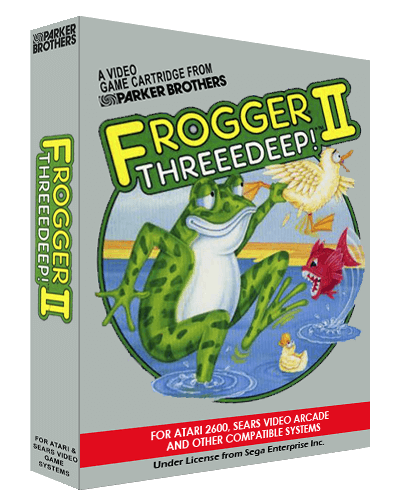 PARKER
BROTHERS
FROGGER II
THREEEDEEP!
FOR ATARI &
SEARS VIDEO
GAME
SYSTEMS
A VIDEO
GAME CARTRIDGE FROM
PARKER BROTHERS
FROGGER II
THREEEDEEP!
FOR ATARI 2600, SEARS VIDEO ARCADE
AND OTHER COMPATIBLE SYSTEMS
Under License from Sega Enterprise Inc.